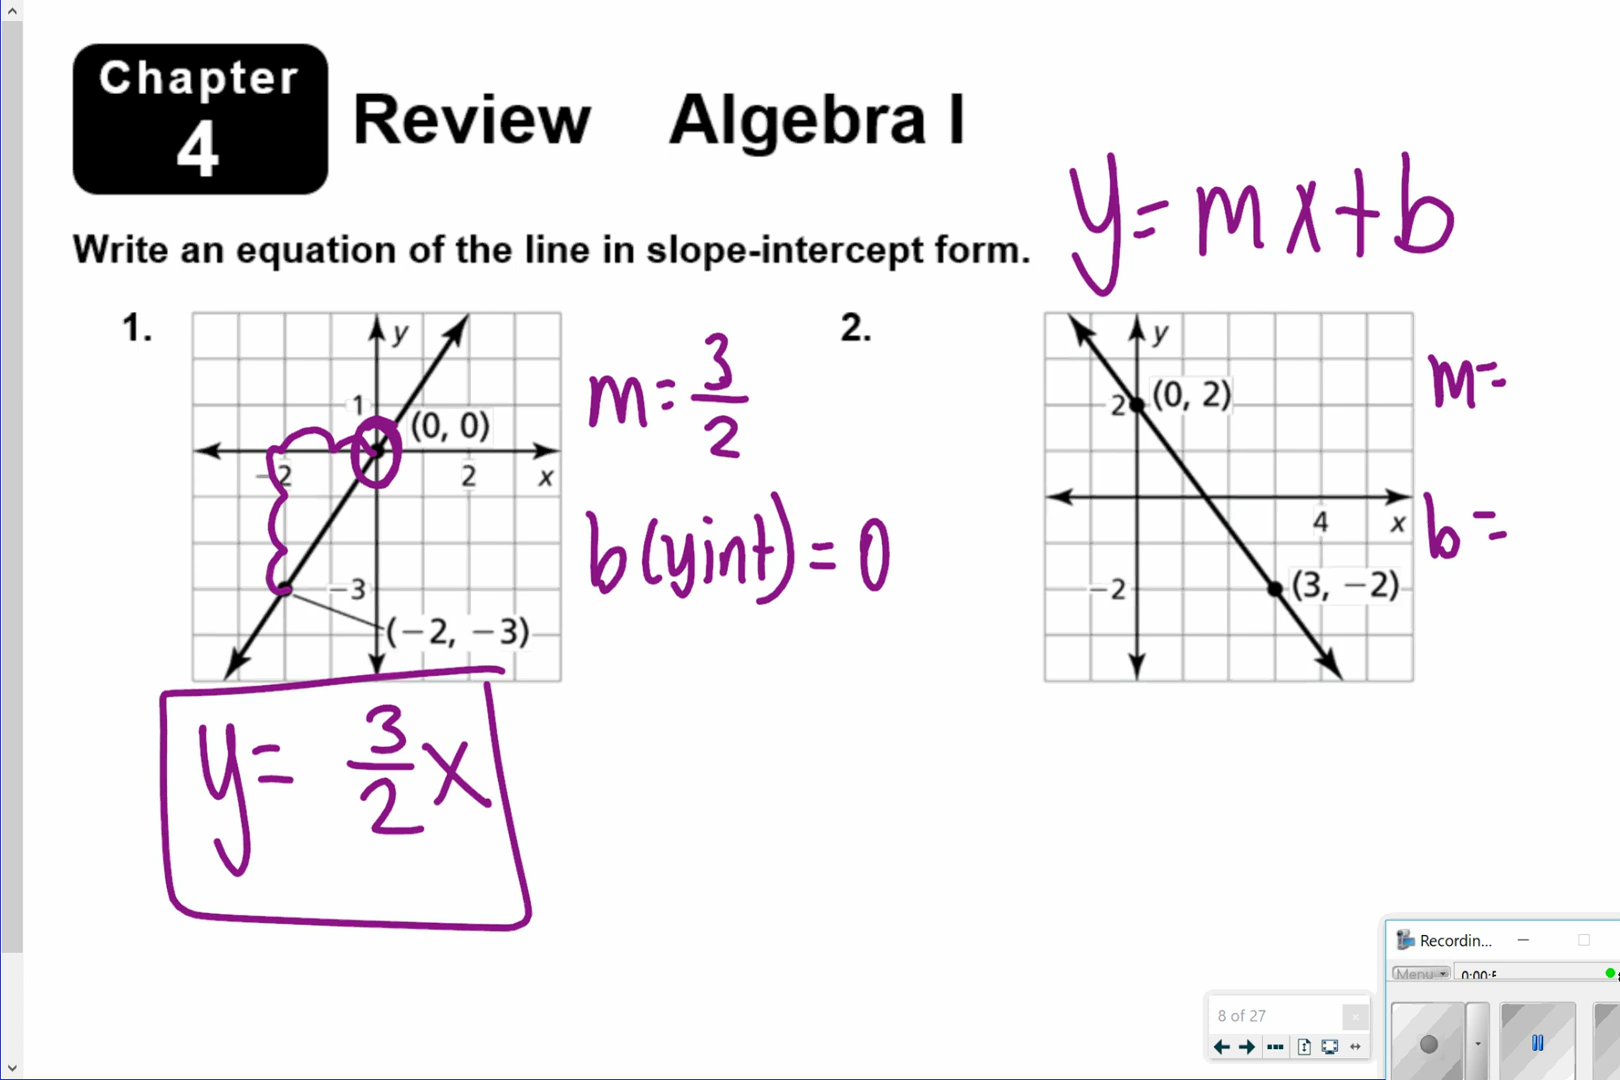 Chapter
4
Review Algebra I
y = mx + b
Write an equation of the line in slope-intercept form.
1.
y
1
(0, 0)
−2
2
x
−3
(−2, −3)
m = 3/2
b (yint) = 0
y = 3/2 x
2.
y
2
(0, 2)
4
x
−2
(3, −2)
m =
b =
Recordin...
Menu
8 of 27